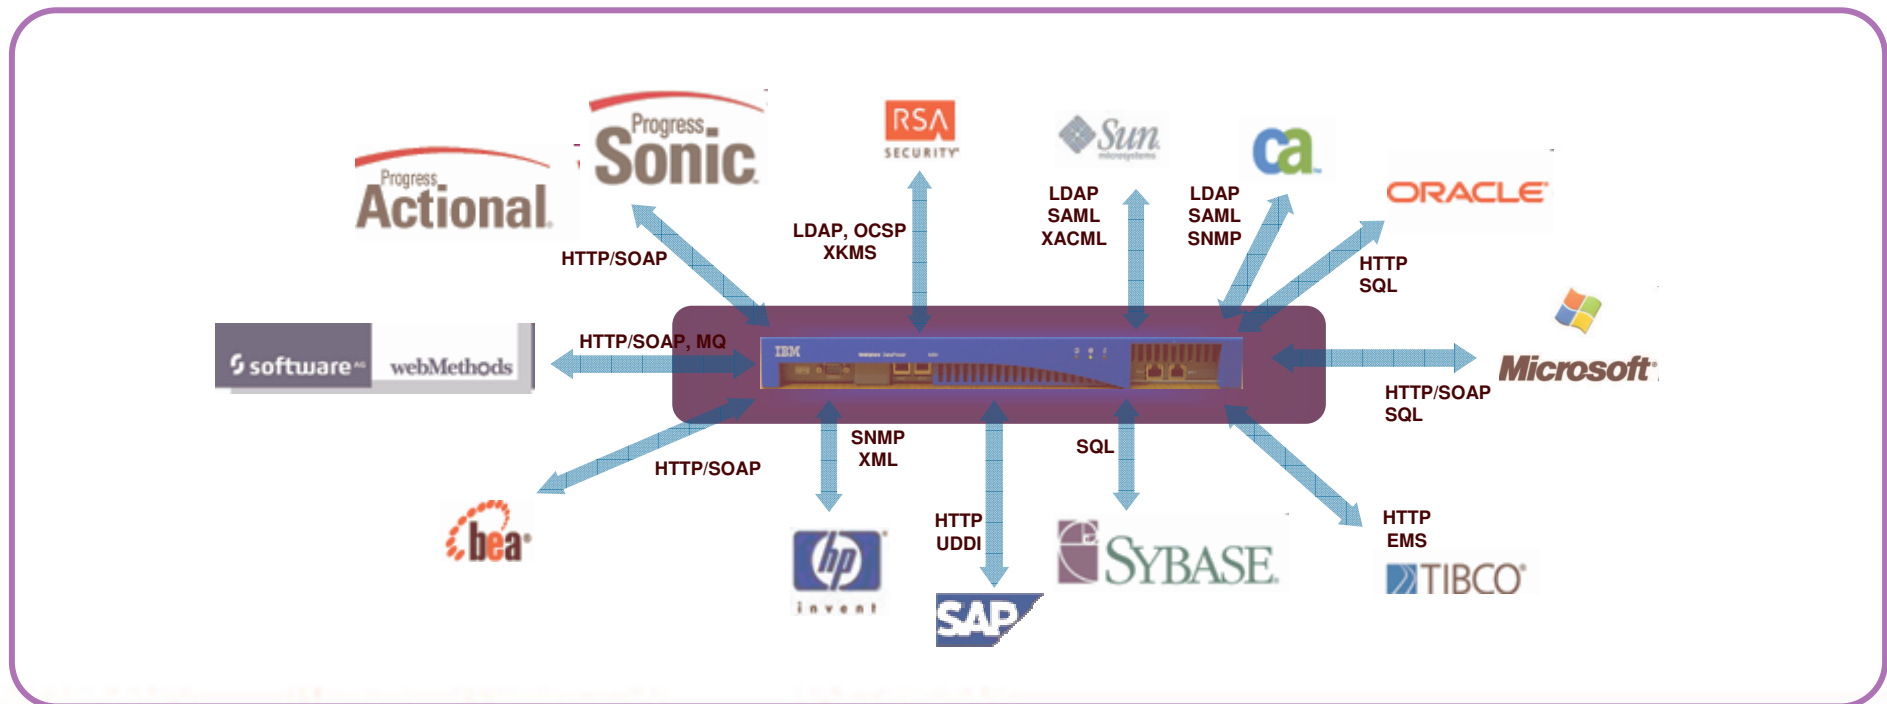 Progress
Sonic
Progress
Actional
RSA
SECURITY
Sun
microsystems
ca
ORACLE
LDAP
SAML
XACML
LDAP
SAML
SNMP
LDAP, OCSP
XKMS
HTTP/SOAP
HTTP
SQL
software AG
webMethods
HTTP/SOAP, MQ
IBM
Microsoft
HTTP/SOAP
SQL
SNMP
XML
SQL
HTTP/SOAP
bea
hp
invent
HTTP
UDDI
SYBASE
HTTP
EMS
TIBCO
SAP